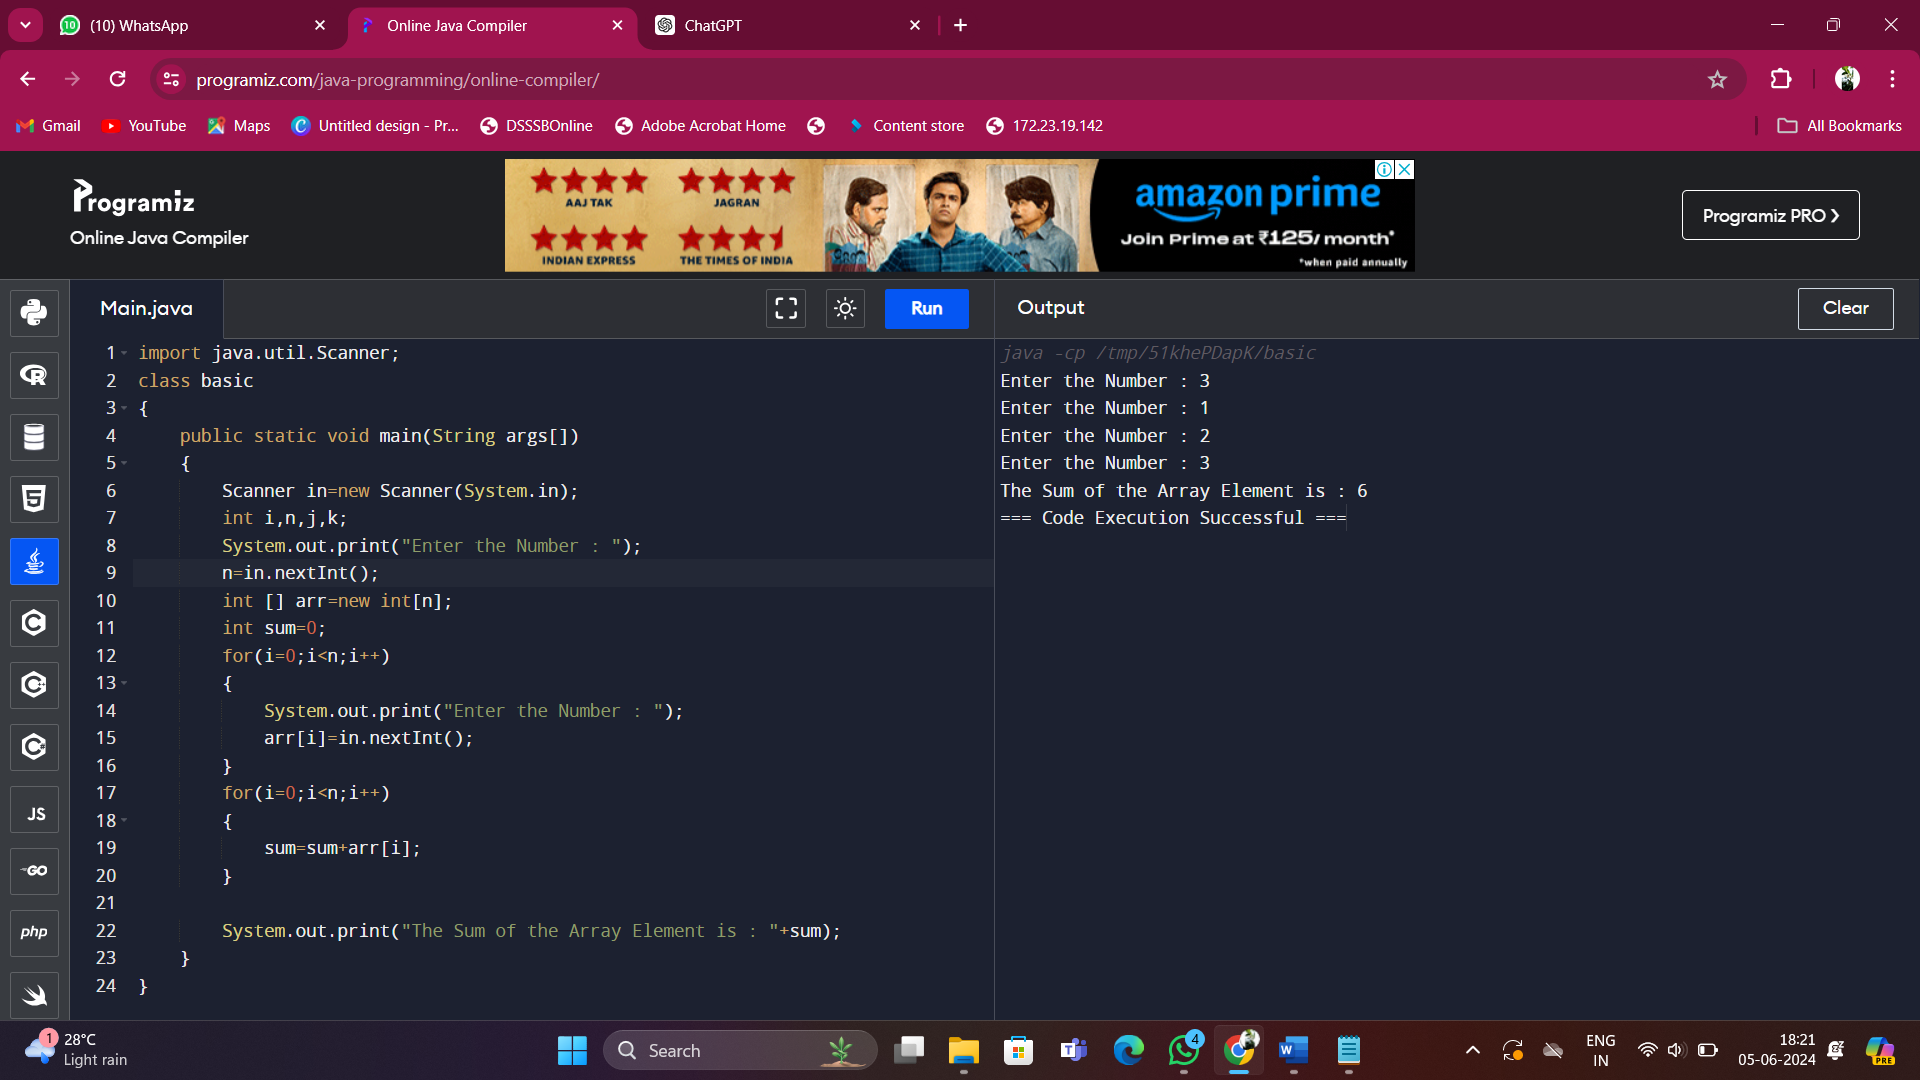 (10) WhatsApp
Online Java Compiler
ChatGPT
programiz.com/java-programming/online-compiler/
Gmail
YouTube
Maps
Untitled design - Pr...
DSSSBOnline
Adobe Acrobat Home
Content store
172.23.19.142
All Bookmarks
Programiz
Online Java Compiler
AAJ TAK
JAGRAN
INDIAN EXPRESS
THE TIMES OF INDIA
amazon prime
Join Prime at ₹125/ month*
*when paid annually
Programiz PRO ›
Main.java
Run
Output
Clear
1 import java.util.Scanner;
2 class basic
3 {
4     public static void main(String args[])
5     {
6         Scanner in=new Scanner(System.in);
7         int i,n,j,k;
8         System.out.print("Enter the Number : ");
9         n=in.nextInt();
10         int [] arr=new int[n];
11         int sum=0;
12         for(i=0;i<n;i++)
13         {
14             System.out.print("Enter the Number : ");
15             arr[i]=in.nextInt();
16         }
17         for(i=0;i<n;i++)
18         {
19             sum=sum+arr[i];
20         }
21
22         System.out.print("The Sum of the Array Element is : "+sum);
23     }
24 }
java -cp /tmp/51khePDapK/basic
Enter the Number : 3
Enter the Number : 1
Enter the Number : 2
Enter the Number : 3
The Sum of the Array Element is : 6
=== Code Execution Successful ===
R
5
C
C
C
JS
GO
php
1
28°C
Light rain
Search
4
W
ENG
IN
18:21
05-06-2024
PRE